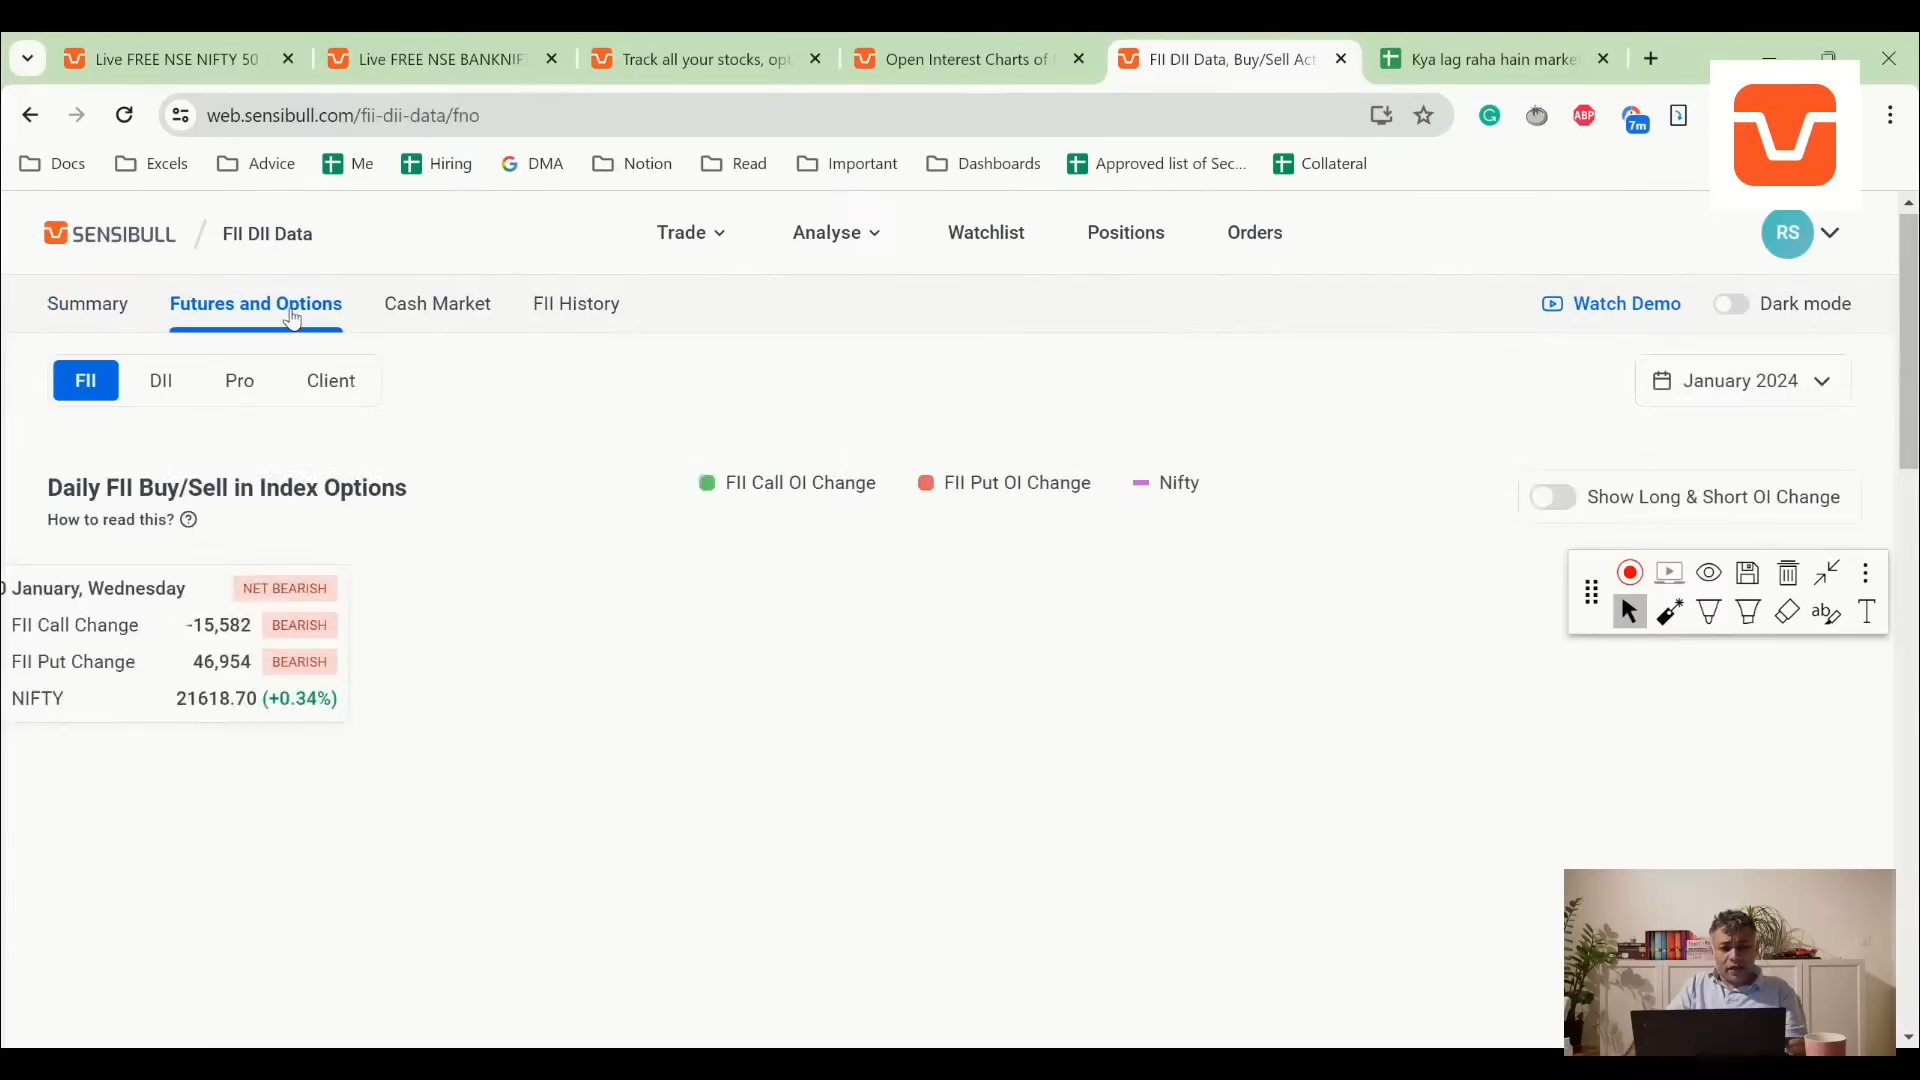 Live FREE NSE NIFTY 50
Live FREE NSE BANKNIF
Track all your stocks, opt
Open Interest Charts of
FII DII Data, Buy/Sell Act
Kya lag raha hain marke
web.sensibull.com/fii-dii-data/fno
ABP
7m
Docs
Excels
Advice
Me
Hiring
DMA
Notion
Read
Important
Dashboards
Approved list of Sec...
Collateral
SENSIBULL / FII DII Data
Trade
Analyse
Watchlist
Positions
Orders
RS
Summary
Futures and Options
Cash Market
FII History
Watch Demo
Dark mode
FII
DII
Pro
Client
January 2024
Daily FII Buy/Sell in Index Options
How to read this?
FII Call OI Change
FII Put OI Change
Nifty
Show Long & Short OI Change
January, Wednesday NET BEARISH
FII Call Change -15,582 BEARISH
FII Put Change 46,954 BEARISH
NIFTY 21618.70 (+0.34%)
ab
T